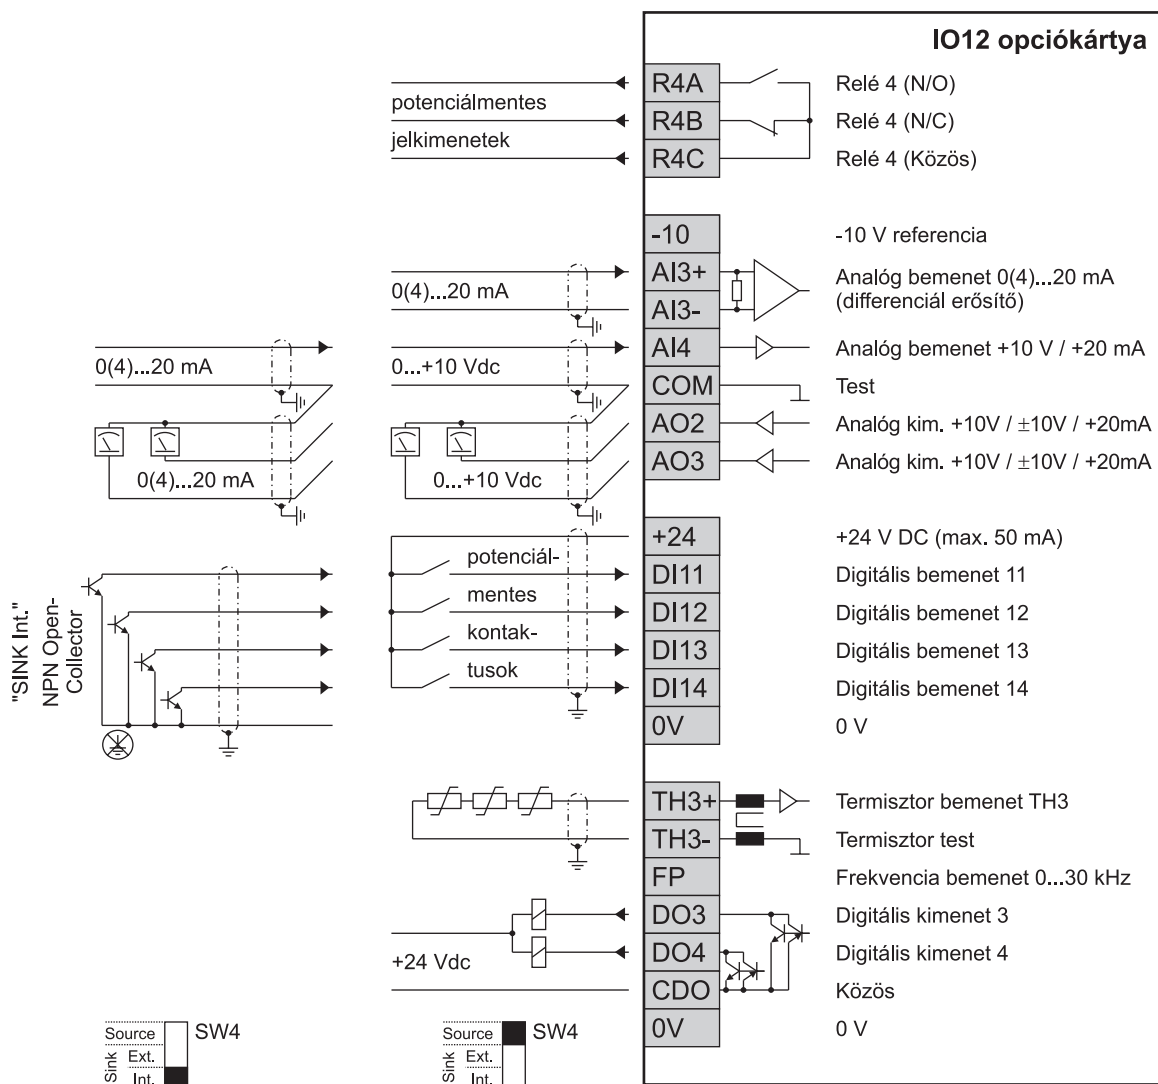 IO12 opciókártya
potenciálmentes
jelkimenetek
R4A Relé 4 (N/O)
R4B Relé 4 (N/C)
R4C Relé 4 (Közös)
-10 -10 V referencia
0(4)...20 mA
AI3+ Analóg bemenet 0(4)...20 mA
AI3- (differenciál erősítő)
0(4)...20 mA 0...+10 Vdc AI4 Analóg bemenet +10 V / +20 mA
COM Test
AO2 Analóg kim. +10V / ±10V / +20mA
AO3 Analóg kim. +10V / ±10V / +20mA
0(4)...20 mA 0...+10 Vdc
+24 +24 V DC (max. 50 mA)
potenciál-
DI11 Digitális bemenet 11
mentes
DI12 Digitális bemenet 12
kontak-
DI13 Digitális bemenet 13
tusok
DI14 Digitális bemenet 14
0V 0 V
"SINK Int."
NPN Open-
Collector
TH3+ Termisztor bemenet TH3
TH3- Termisztor test
FP Frekvencia bemenet 0...30 kHz
DO3 Digitális kimenet 3
DO4 Digitális kimenet 4
+24 Vdc
CDO Közös
0V 0 V
Source SW4
Sink Ext.
Int.
Source SW4
Sink Ext.
Int.